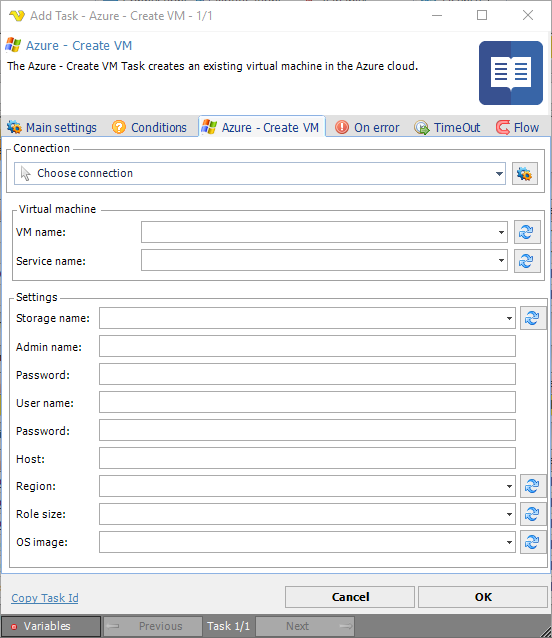 Add Task - Azure - Create VM - 1/1
Azure - Create VM
The Azure - Create VM Task creates an existing virtual machine in the Azure cloud.
Main settings
Conditions
Azure - Create VM
On error
TimeOut
Flow
Connection
Choose connection
Virtual machine
VM name:
Service name:
Settings
Storage name:
Admin name:
Password:
User name:
Password:
Host:
Region:
Role size:
OS image:
Copy Task Id
Cancel
OK
Variables
Previous
Task 1/1
Next